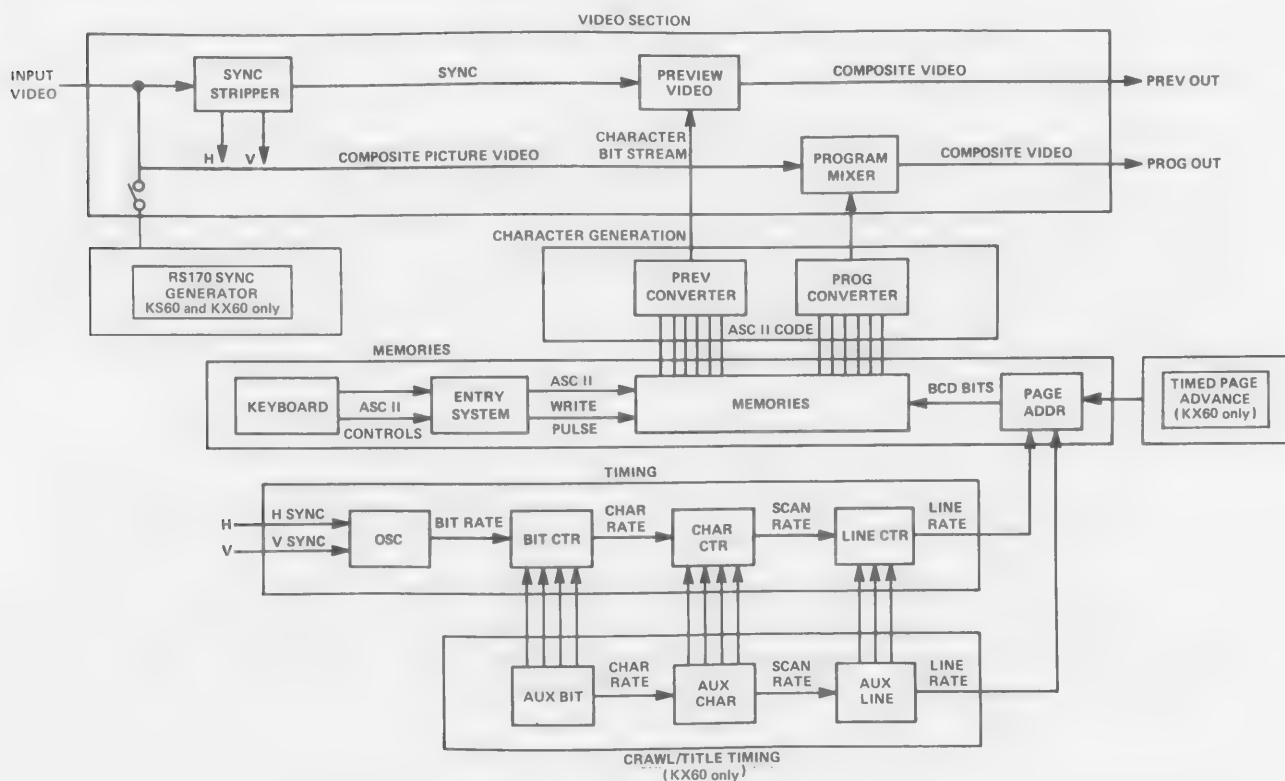 VIDEO SECTION
INPUT
VIDEO
SYNC
STRIPPER
SYNC
PREVIEW
VIDEO
COMPOSITE VIDEO
PREV OUT
H
V
COMPOSITE PICTURE VIDEO
CHARACTER
BIT STREAM
PROGRAM
MIXER
COMPOSITE VIDEO
PROG OUT
RS170 SYNC
GENERATOR
KS60 and KX60 only
CHARACTER GENERATION
PREV
CONVERTER
PROG
CONVERTER
ASC II CODE
MEMORIES
KEYBOARD
ASC II
CONTROLS
ENTRY
SYSTEM
ASC II
WRITE
PULSE
MEMORIES
BCD BITS
PAGE
ADDR
TIMED PAGE
ADVANCE
(KX60 only)
TIMING
H
H SYNC
V
V SYNC
OSC
BIT RATE
BIT CTR
CHAR
RATE
CHAR
CTR
SCAN
RATE
LINE CTR
LINE
RATE
AUX BIT
CHAR
RATE
AUX
CHAR
SCAN
RATE
AUX
LINE
LINE
RATE
CRAWL/TITLE TIMING
(KX60 only)